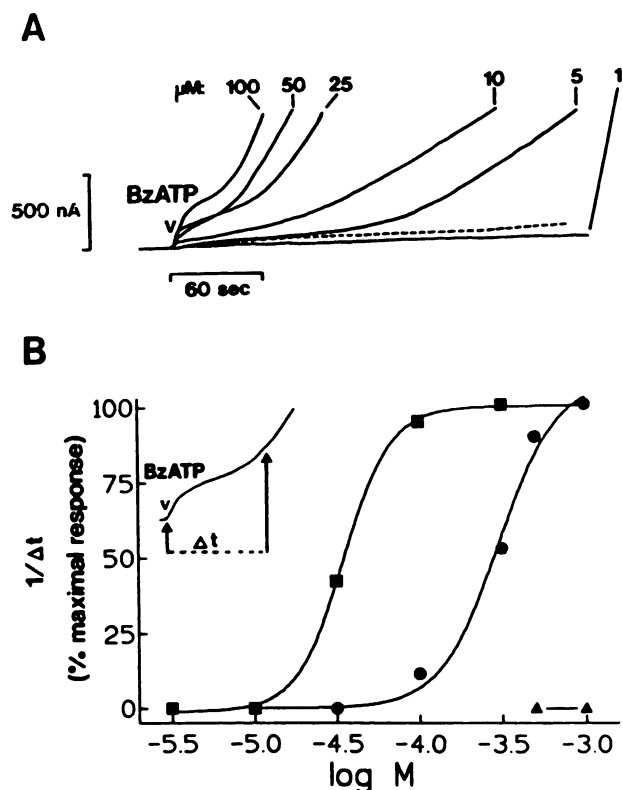 A
µM: 100 50 25 10 5 1
BzATP
v
500 nA
60 sec
B
100
75
50
25
0
1/Δt
(% maximal response)
BzATP
v
Δt
-5.5 -5.0 -4.5 -4.0 -3.5 -3.0
log M